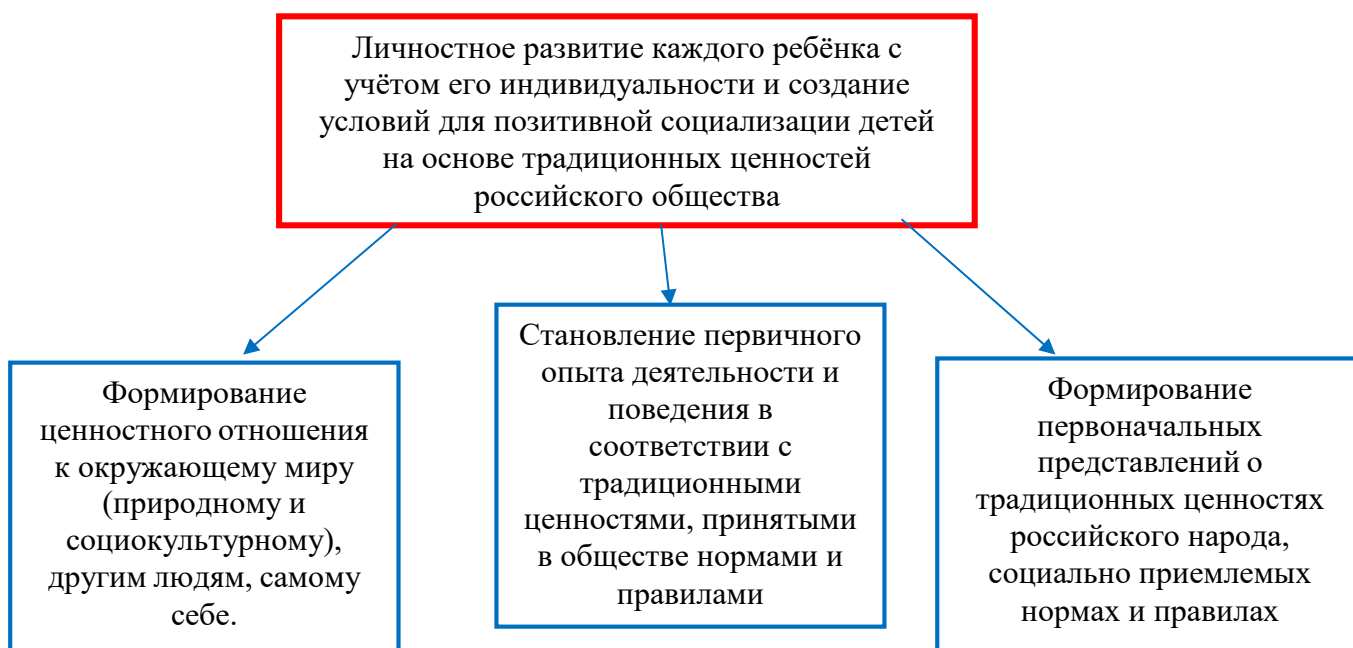 Личностное развитие каждого ребёнка с
учётом его индивидуальности и создание
условий для позитивной социализации детей
на основе традиционных ценностей
российского общества
Формирование
ценностного отношения
к окружающему миру
(природному и
социокультурному),
другим людям, самому
себе.
Становление первичного
опыта деятельности и
поведения в
соответствии с
традиционными
ценностями, принятыми
в обществе нормами и
правилами
Формирование
первоначальных
представлений о
традиционных ценностях
российского народа,
социально приемлемых
нормах и правилах